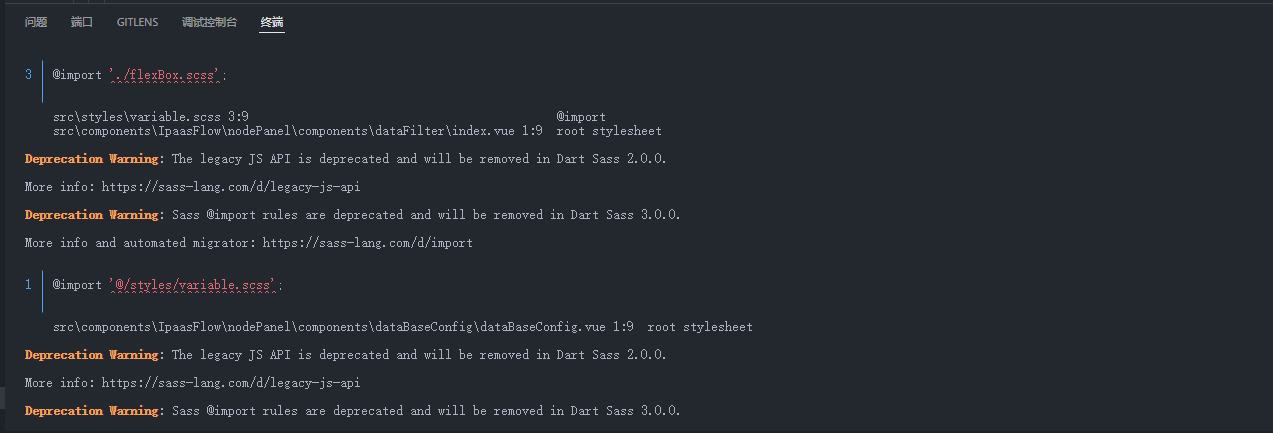 问题 端口 GITLENS 调试控制台 终端
3 @import './flexBox.scss';
src\styles\variable.scss 3:9 @import
src\components\IpaasFlow\nodePanel\components\dataFilter\index.vue 1:9 root stylesheet
Deprecation Warning: The legacy JS API is deprecated and will be removed in Dart Sass 2.0.0.
More info: https://sass-lang.com/d/legacy-js-api
Deprecation Warning: Sass @import rules are deprecated and will be removed in Dart Sass 3.0.0.
More info and automated migrator: https://sass-lang.com/d/import
1 @import '@/styles/variable.scss';
src\components\IpaasFlow\nodePanel\components\dataBaseConfig\dataBaseConfig.vue 1:9 root stylesheet
Deprecation Warning: The legacy JS API is deprecated and will be removed in Dart Sass 2.0.0.
More info: https://sass-lang.com/d/legacy-js-api
Deprecation Warning: Sass @import rules are deprecated and will be removed in Dart Sass 3.0.0.